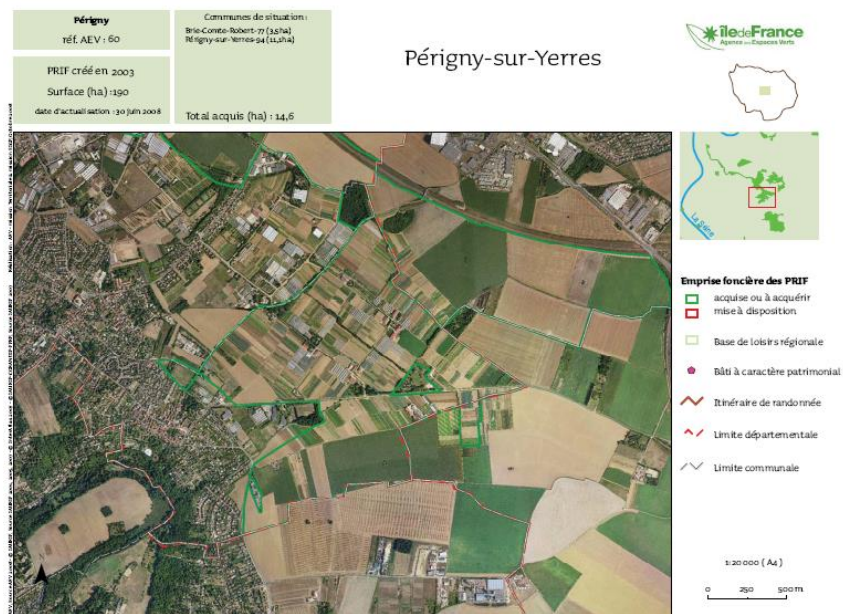 Périgny
réf. AEV : 60
PRIF créé en 2003
Surface (ha) :190
date d'actualisation : 30 juin 2008
Communes de situation :
Brie-Comte-Robert-77 (3,5ha)
Périgny-sur-Yerres-94 (11,1ha)
Total acquis (ha) : 14,6
Périgny-sur-Yerres
île de France
Agence des Espaces Verts
La Seine
Emprise foncière des PRIF
acquise ou à acquérir
mise à disposition
Base de loisirs régionale
Bâti à caractère patrimonial
Itinéraire de randonnée
Limite départementale
Limite communale
1:20 000 ( A4 )
0 250 500 m